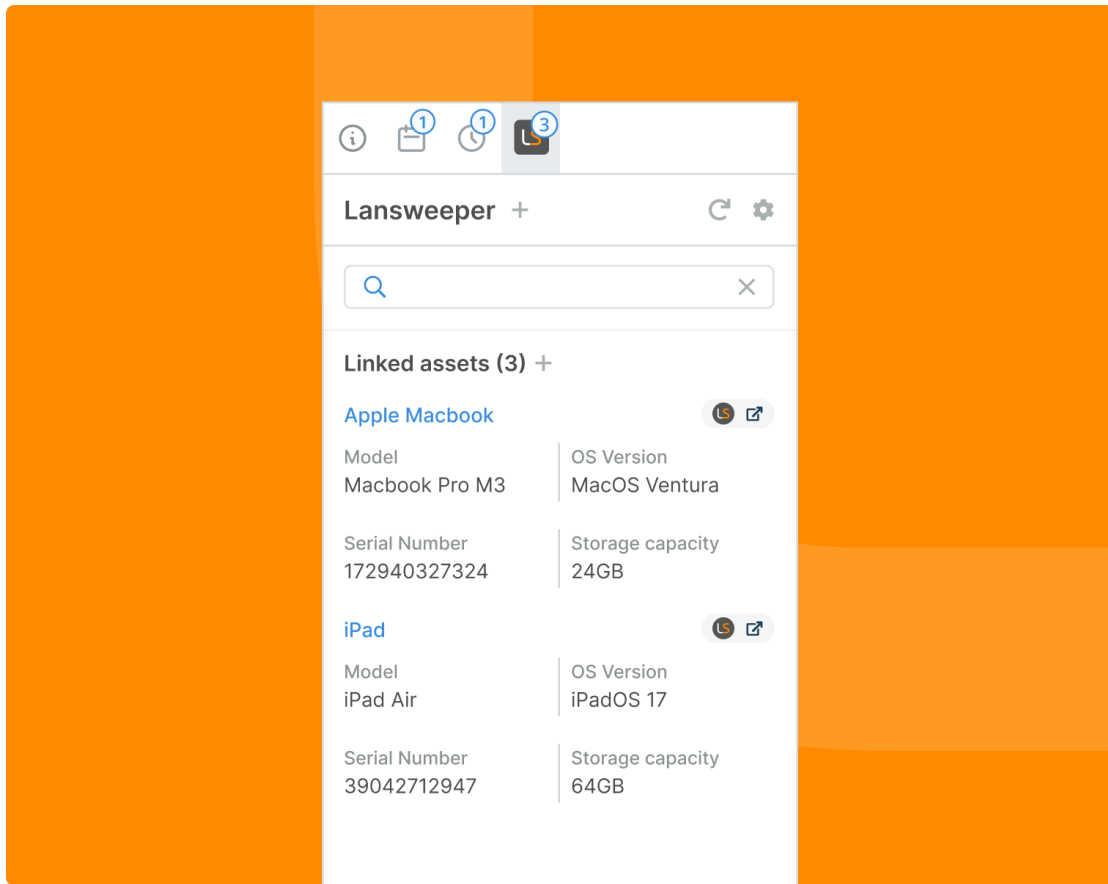 1 1 LS 3
Lansweeper
Linked assets (3)
Apple Macbook LS
Model OS Version
Macbook Pro M3 MacOS Ventura
Serial Number Storage capacity
172940327324 24GB
iPad LS
Model OS Version
iPad Air iPadOS 17
Serial Number Storage capacity
39042712947 64GB